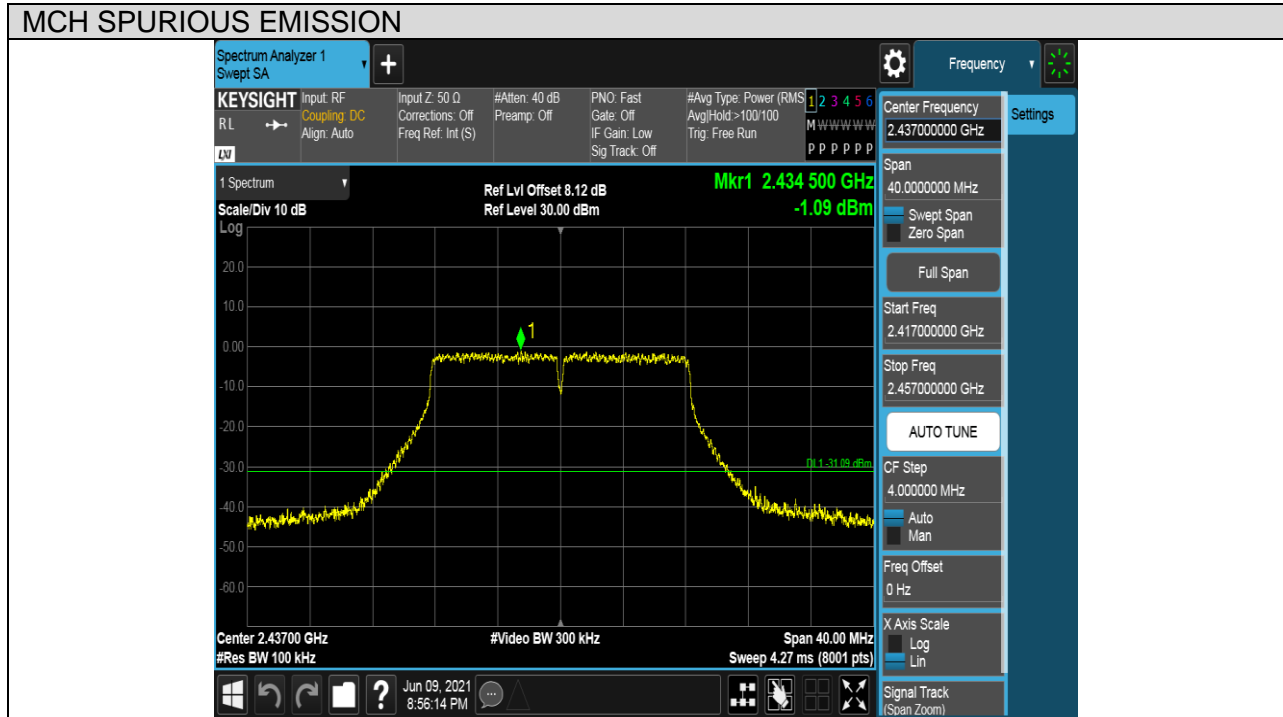 MCH SPURIOUS EMISSION
Spectrum Analyzer 1
Swept SA
+
Frequency
KEYSIGHT
RL
LXI
Input: RF
Coupling: DC
Align: Auto
Input Z: 50 Ω
Corrections: Off
Freq Ref: Int (S)
#Atten: 40 dB
Preamp: Off
PNO: Fast
Gate: Off
IF Gain: Low
Sig Track: Off
#Avg Type: Power (RMS
Avg|Hold:>100/100
Trig: Free Run
1 2 3 4 5 6
M W W W W W
P P P P P P
1 Spectrum
Scale/Div 10 dB
Ref Lvl Offset 8.12 dB
Ref Level 30.00 dBm
Mkr1 2.434 500 GHz
-1.09 dBm
Log
20.0
10.0
0.00
-10.0
-20.0
-30.0
-40.0
-50.0
-60.0
1
DL1 -31.09 dBm
Center 2.43700 GHz
#Res BW 100 kHz
#Video BW 300 kHz
Span 40.00 MHz
Sweep 4.27 ms (8001 pts)
?
Jun 09, 2021
8:56:14 PM
Center Frequency
2.437000000 GHz
Settings
Span
40.0000000 MHz
Swept Span
Zero Span
Full Span
Start Freq
2.417000000 GHz
Stop Freq
2.457000000 GHz
AUTO TUNE
CF Step
4.000000 MHz
Auto
Man
Freq Offset
0 Hz
X Axis Scale
Log
Lin
Signal Track
(Span Zoom)